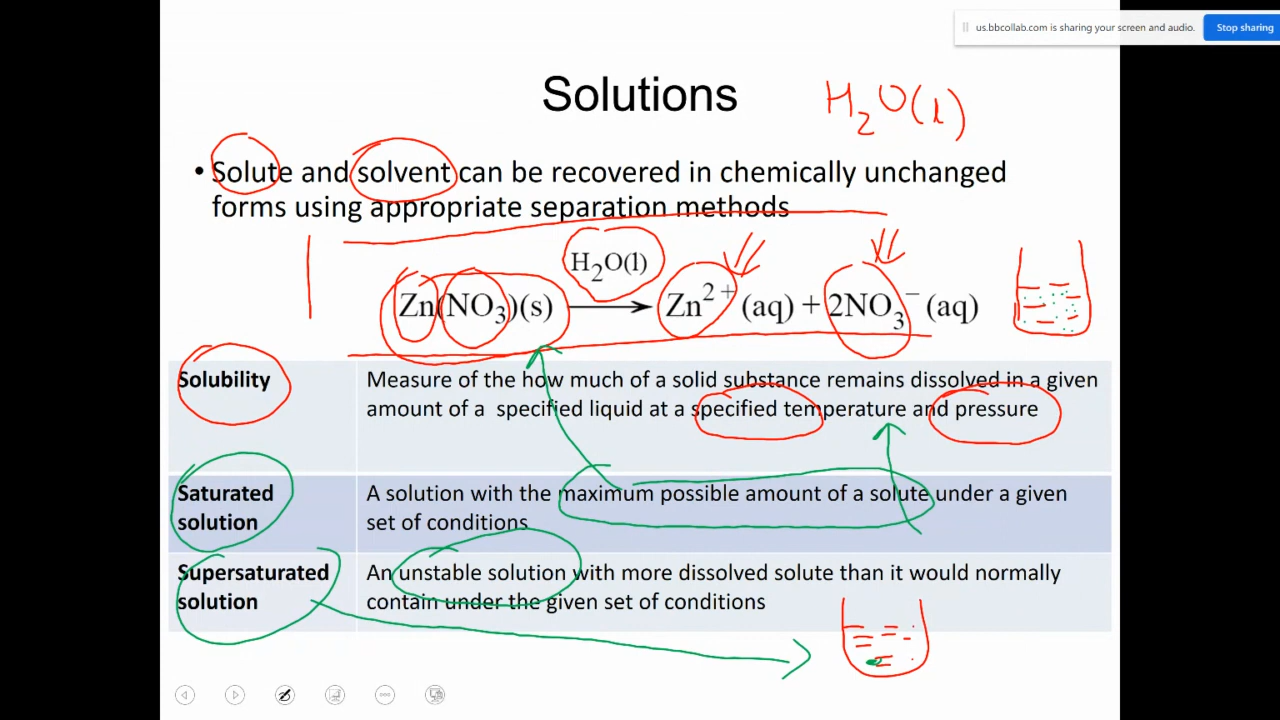 us.bbcollab.com is sharing your screen and audio.
Stop sharing
Solutions
H₂O(l)
• Solute and solvent can be recovered in chemically unchanged
forms using appropriate separation methods
H₂O(l)
Zn(NO₃)(s) ⟶ Zn²⁺ (aq) + 2NO₃⁻ (aq)
Solubility
Measure of the how much of a solid substance remains dissolved in a given
amount of a specified liquid at a specified temperature and pressure
Saturated
solution
A solution with the maximum possible amount of a solute under a given
set of conditions
Supersaturated
solution
An unstable solution with more dissolved solute than it would normally
contain under the given set of conditions